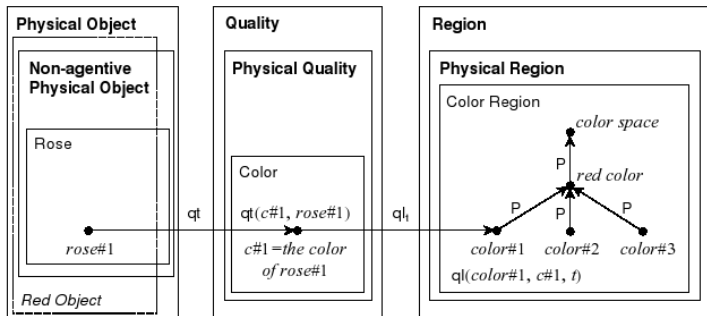 Physical Object
Non-agentive
Physical Object
Rose
rose#1
Red Object
qt
Quality
Physical Quality
Color
qt(c#1, rose#1)
c#1=the color
of rose#1
qlₜ
Region
Physical Region
Color Region
color space
P
red color
P
P
P
color#1
color#2
color#3
ql(color#1, c#1, t)